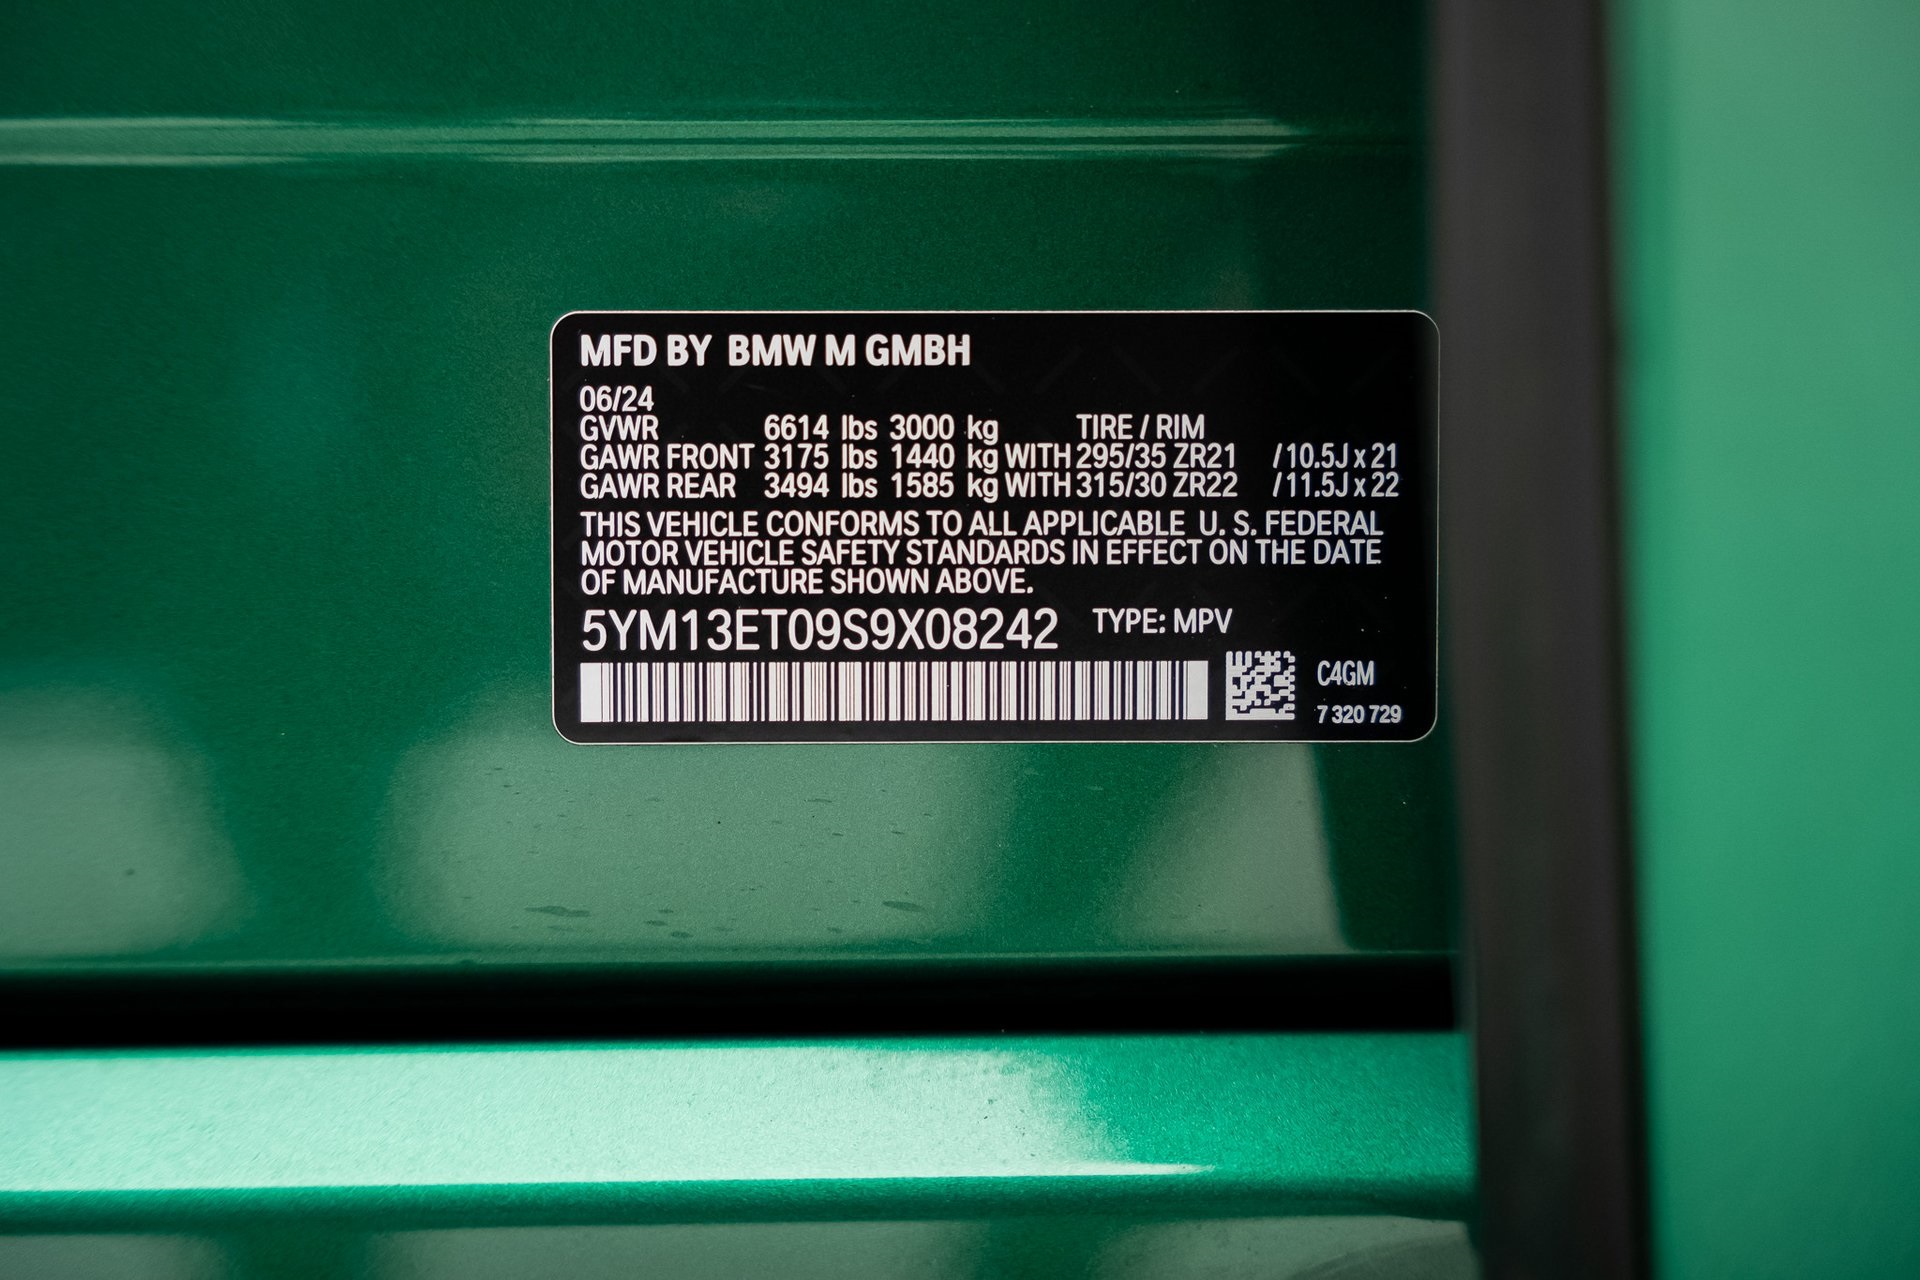 MFD BY BMW M GMBH
06/24
GVWR 6614 lbs 3000 kg TIRE / RIM
GAWR FRONT 3175 lbs 1440 kg WITH 295/35 ZR21 / 10.5J x 21
GAWR REAR 3494 lbs 1585 kg WITH 315/30 ZR22 / 11.5J x 22
THIS VEHICLE CONFORMS TO ALL APPLICABLE U. S. FEDERAL
MOTOR VEHICLE SAFETY STANDARDS IN EFFECT ON THE DATE
OF MANUFACTURE SHOWN ABOVE.
5YM13ET09S9X08242 TYPE: MPV
C4GM
7 320 729